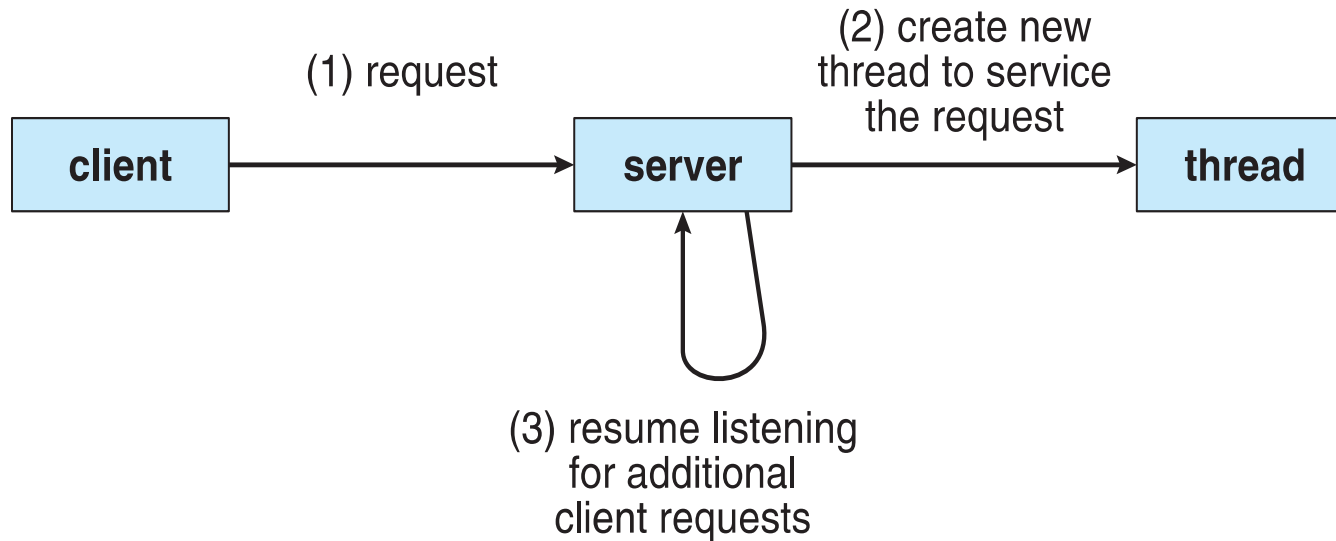 (1) request
(2) create new
thread to service
the request
client
server
thread
(3) resume listening
for additional
client requests